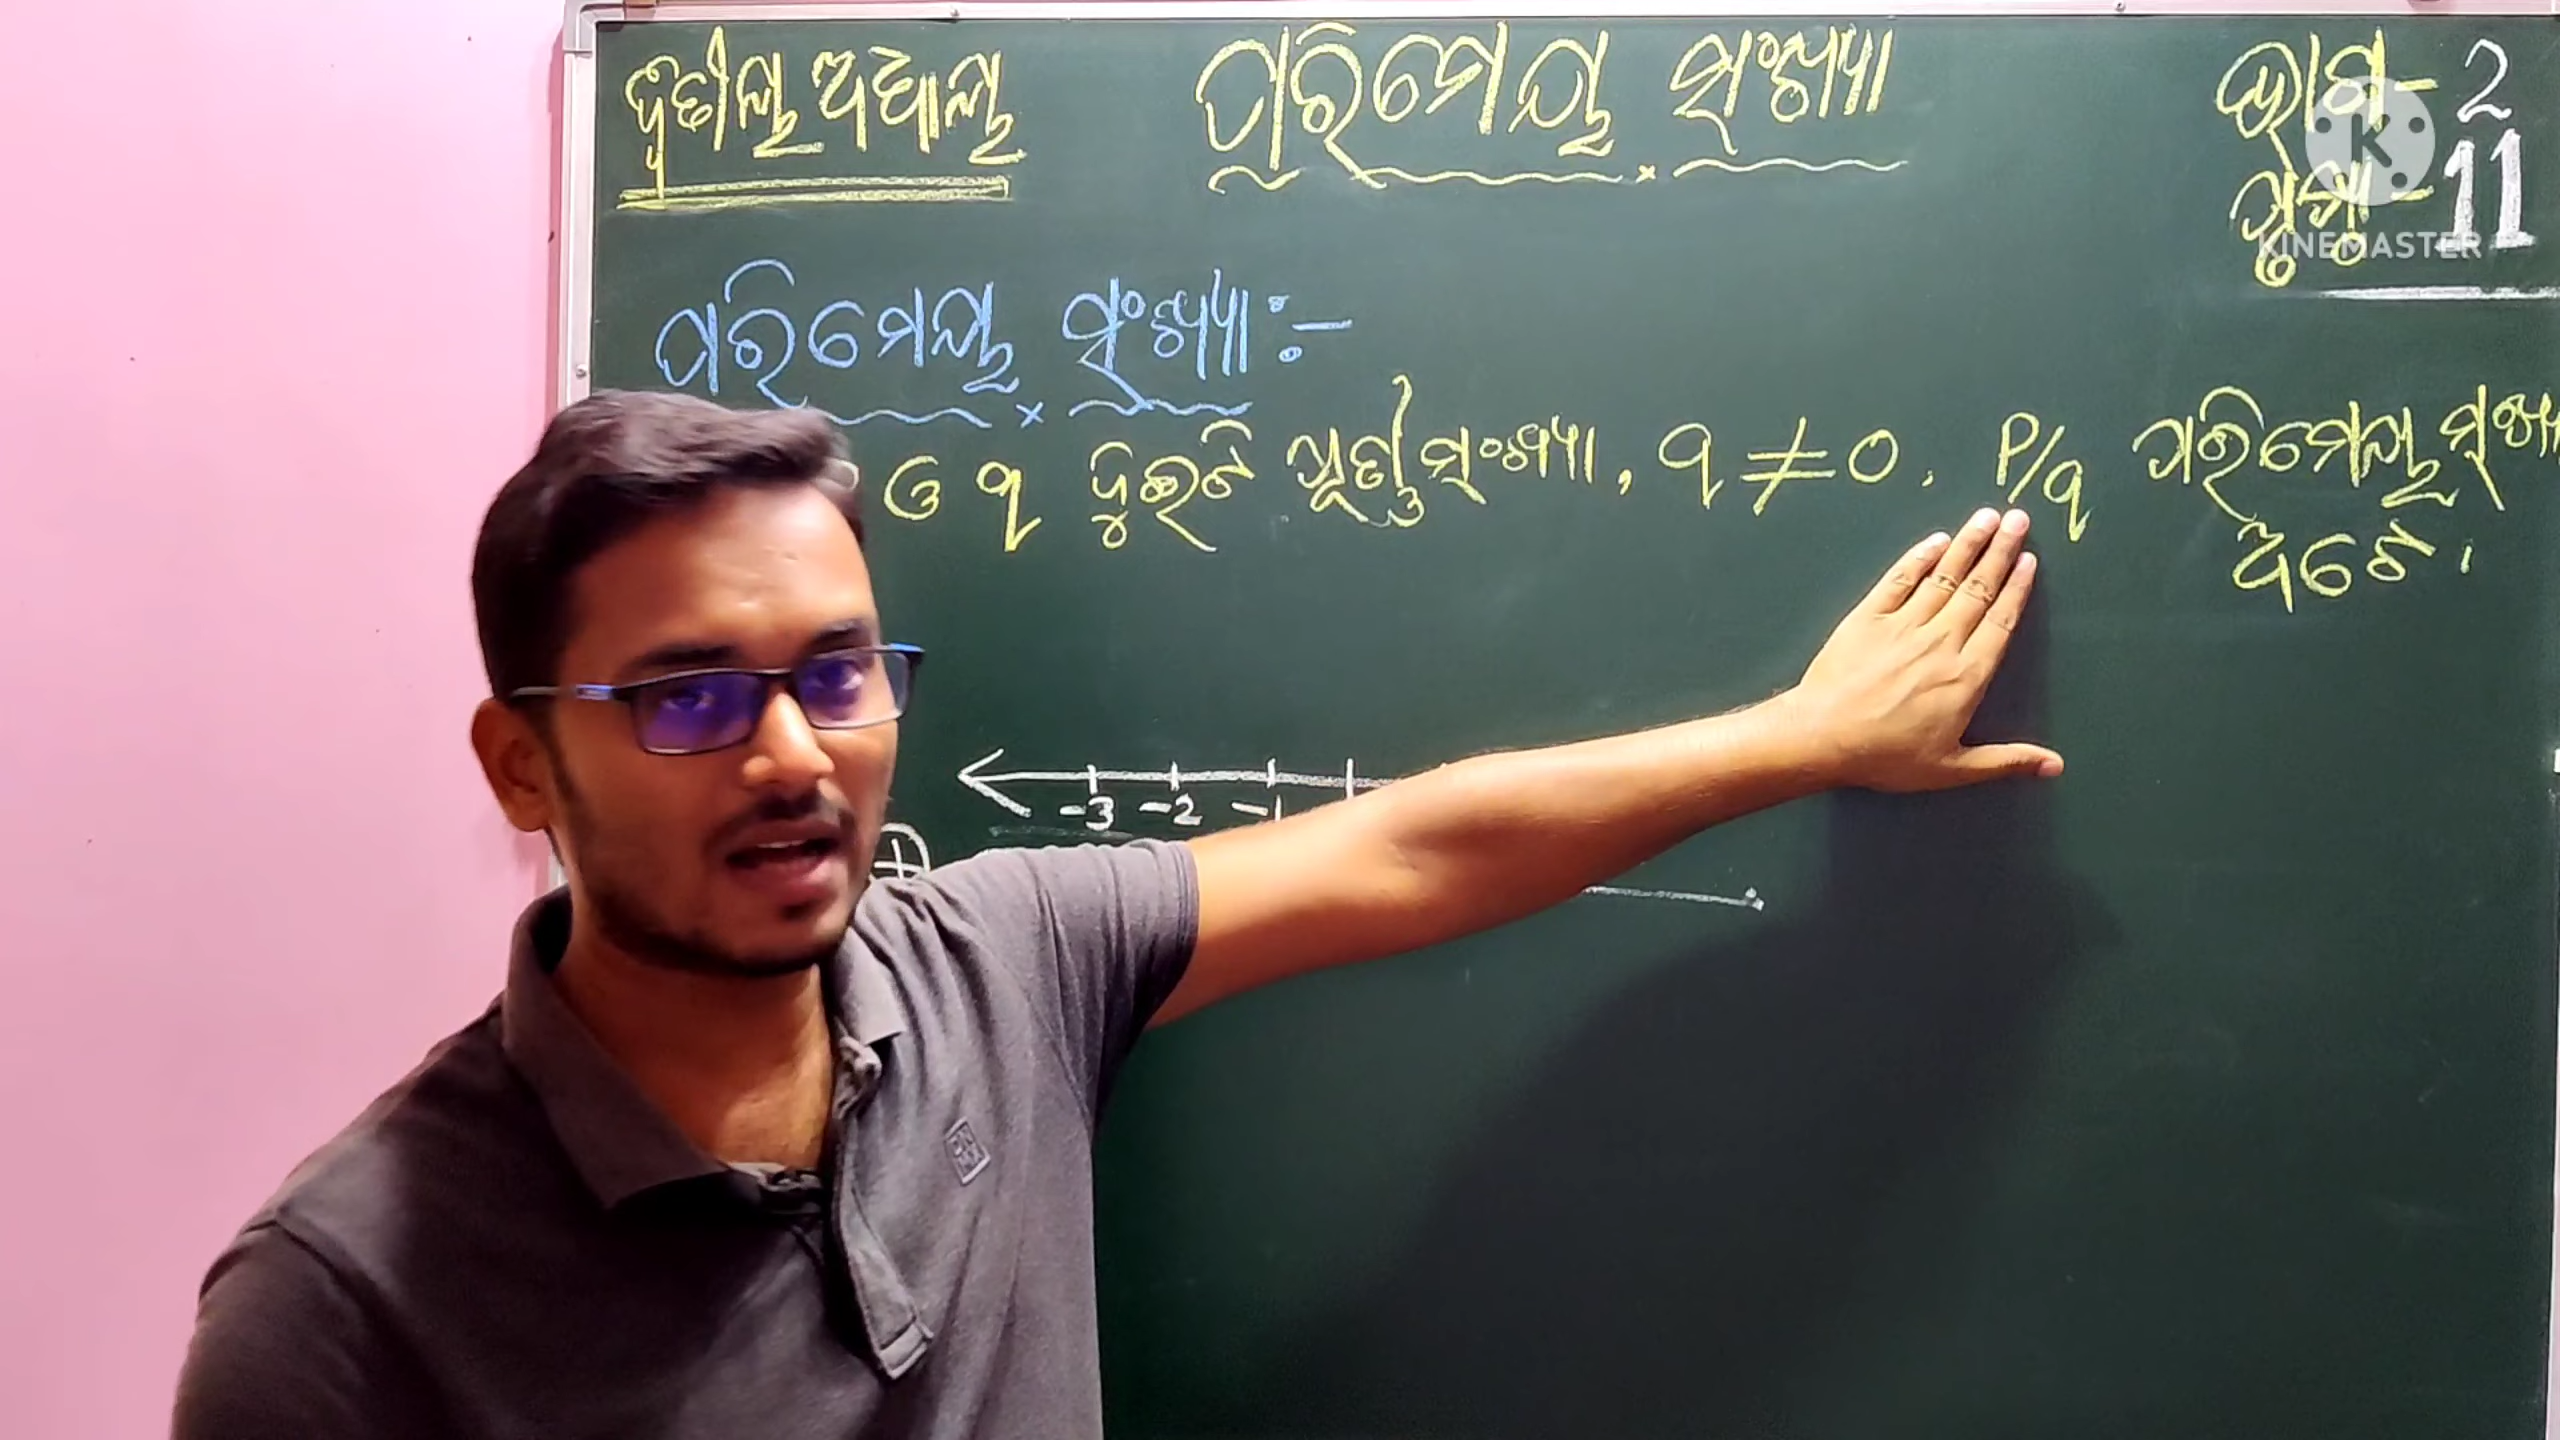 ଦ୍ୱିତୀୟ ଅଧ୍ୟାୟ
ପରିମେୟ ସଂଖ୍ୟା
ଭାଗ - 2
ପୃଷ୍ଠା - 11
KINEMASTER
ପରିମେୟ ସଂଖ୍ୟା :-
ଓ q ଦୁଇଟି ପୂର୍ଣ୍ଣସଂଖ୍ୟା, q ≠ 0, P/q ପରିମେୟ ସଂଖ୍ୟା
ଅଟେ ।
-3 -2 -1